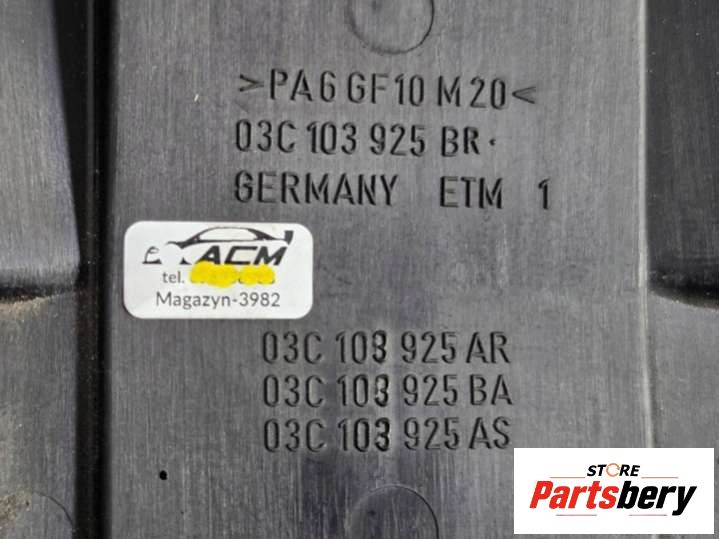 >PA6 GF10 M20<
03C 103 925 BR·
GERMANY ETM 1
ACM
tel.
Magazyn-3982
03C 103 925 AR
03C 103 925 BA
03C 103 925 AS
STORE
Partsbery